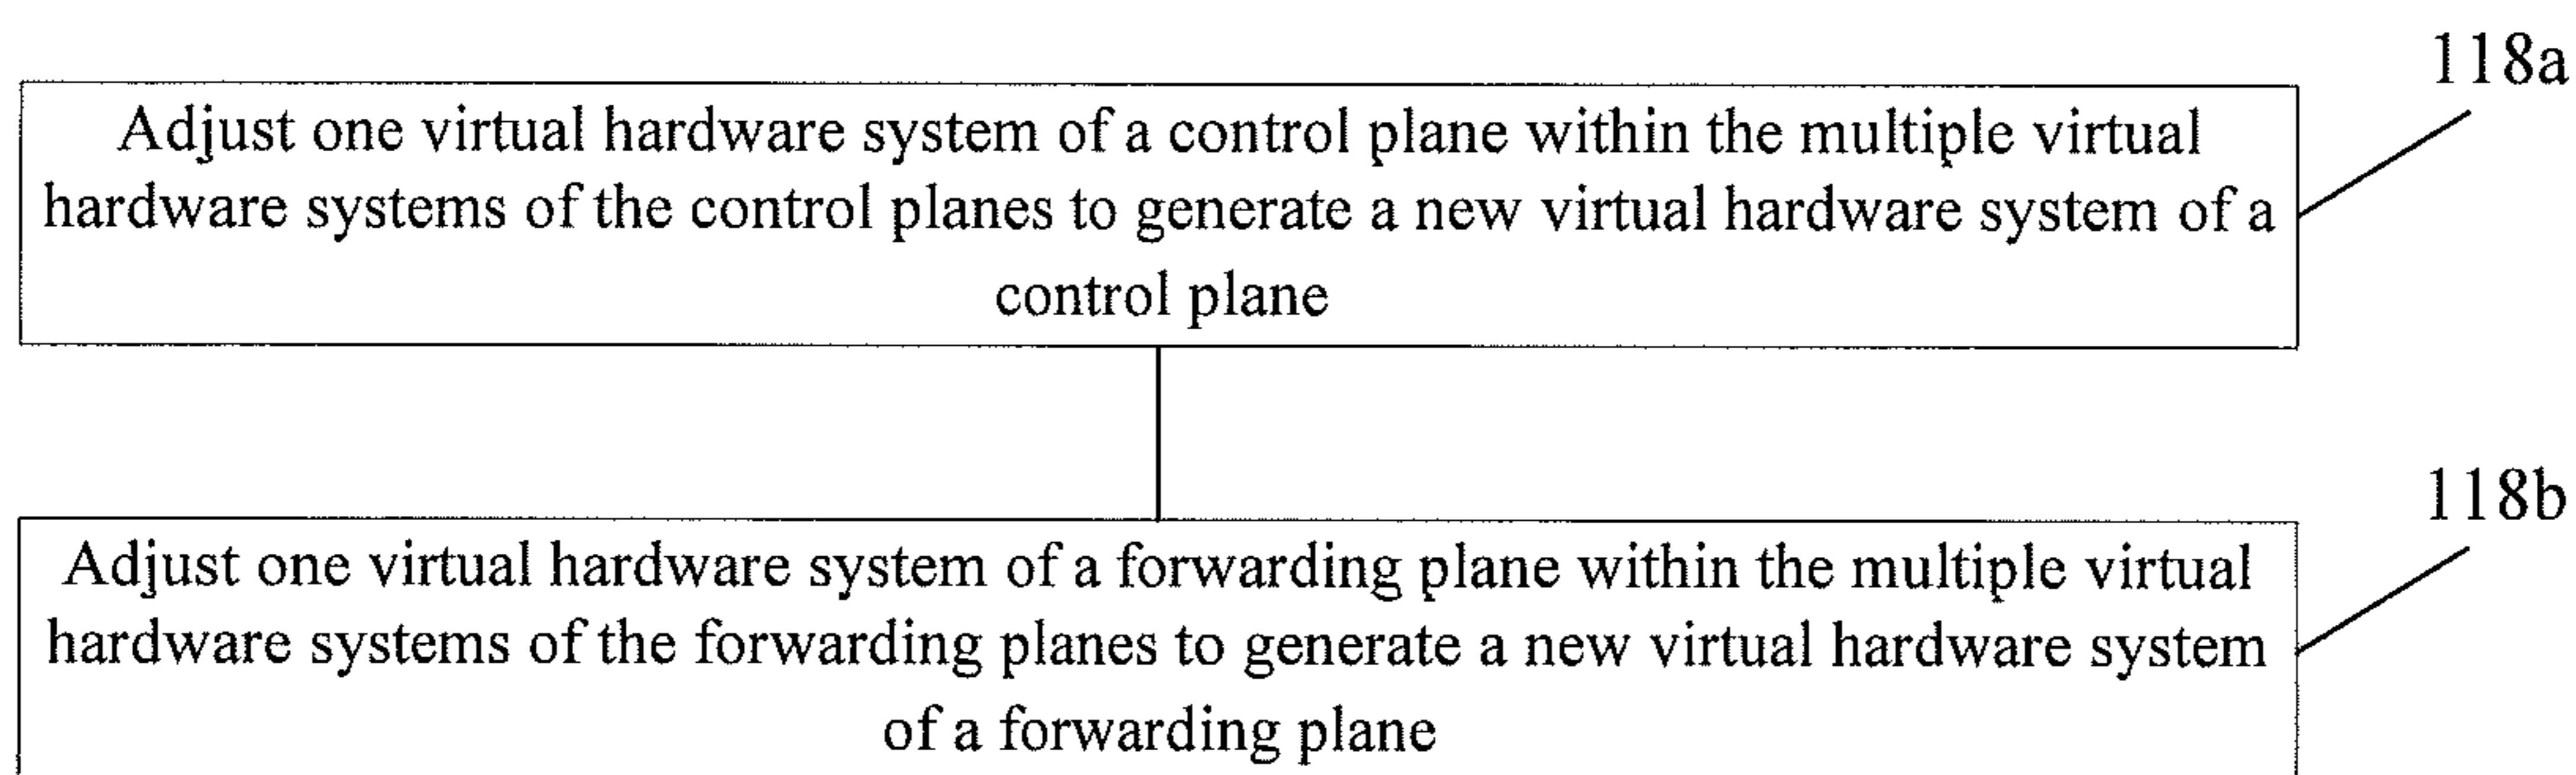 118a
Adjust one virtual hardware system of a control plane within the multiple virtual
hardware systems of the control planes to generate a new virtual hardware system of a
control plane
118b
Adjust one virtual hardware system of a forwarding plane within the multiple virtual
hardware systems of the forwarding planes to generate a new virtual hardware system
of a forwarding plane